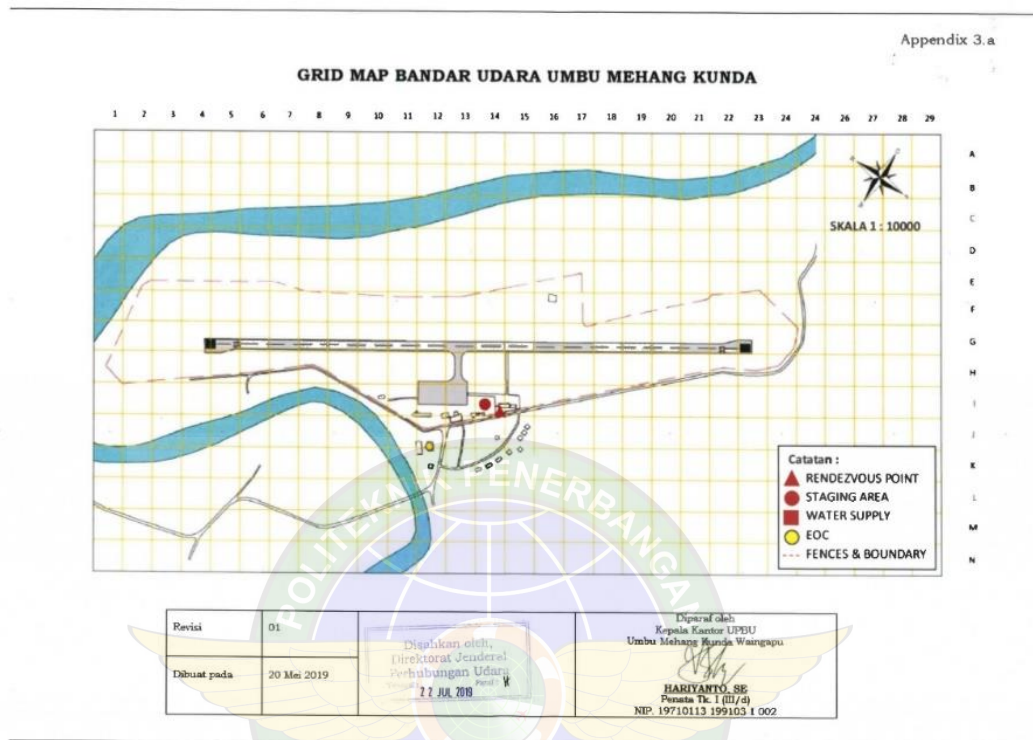 Appendix 3.a
GRID MAP BANDAR UDARA UMBU MEHANG KUNDA
1 2 3 4 5 6 7 8 9 10 11 12 13 14 15 16 17 18 19 20 21 22 23 24 24 26 27 28 29
A
B
C
D
E
F
G
H
I
J
K
L
M
N
SKALA 1 : 10000
Catatan :
RENDEZVOUS POINT
STAGING AREA
WATER SUPPLY
EOC
FENCES & BOUNDARY
POLITEKNIK PENERBANGAN
Revisi 01
Dibuat pada 20 Mei 2019
Disahkan oleh,
Direktorat Jenderal
Perhubungan Udara
22 JUL 2019
Diparaf oleh
Kepala Kantor UPBU
Umbu Mehang Kunda Waingapu
HARIYANTO, SE
Penata Tk. I (III/d)
NIP. 19710113 199103 1 002